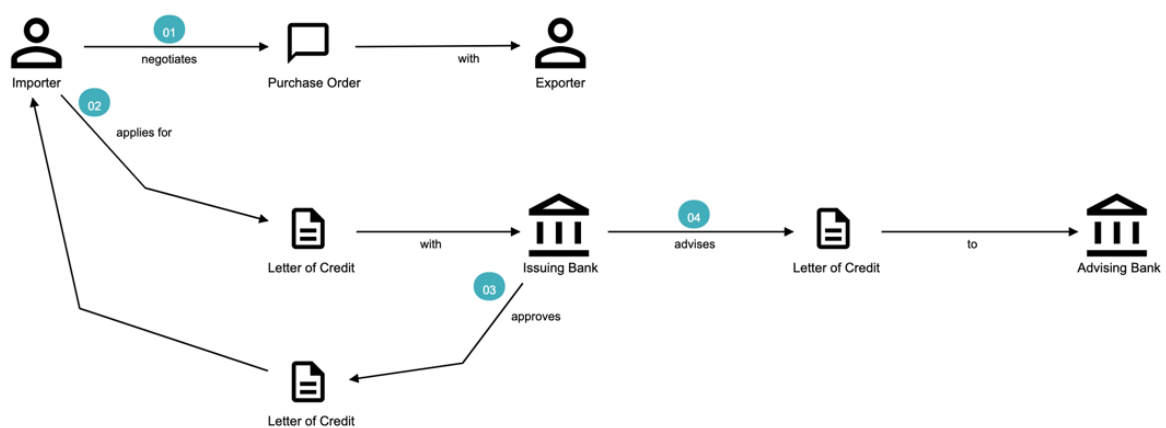 01
negotiates
with
Importer
Purchase Order
Exporter
02
applies for
04
with
advises
to
Letter of Credit
Issuing Bank
Letter of Credit
Advising Bank
03
approves
Letter of Credit